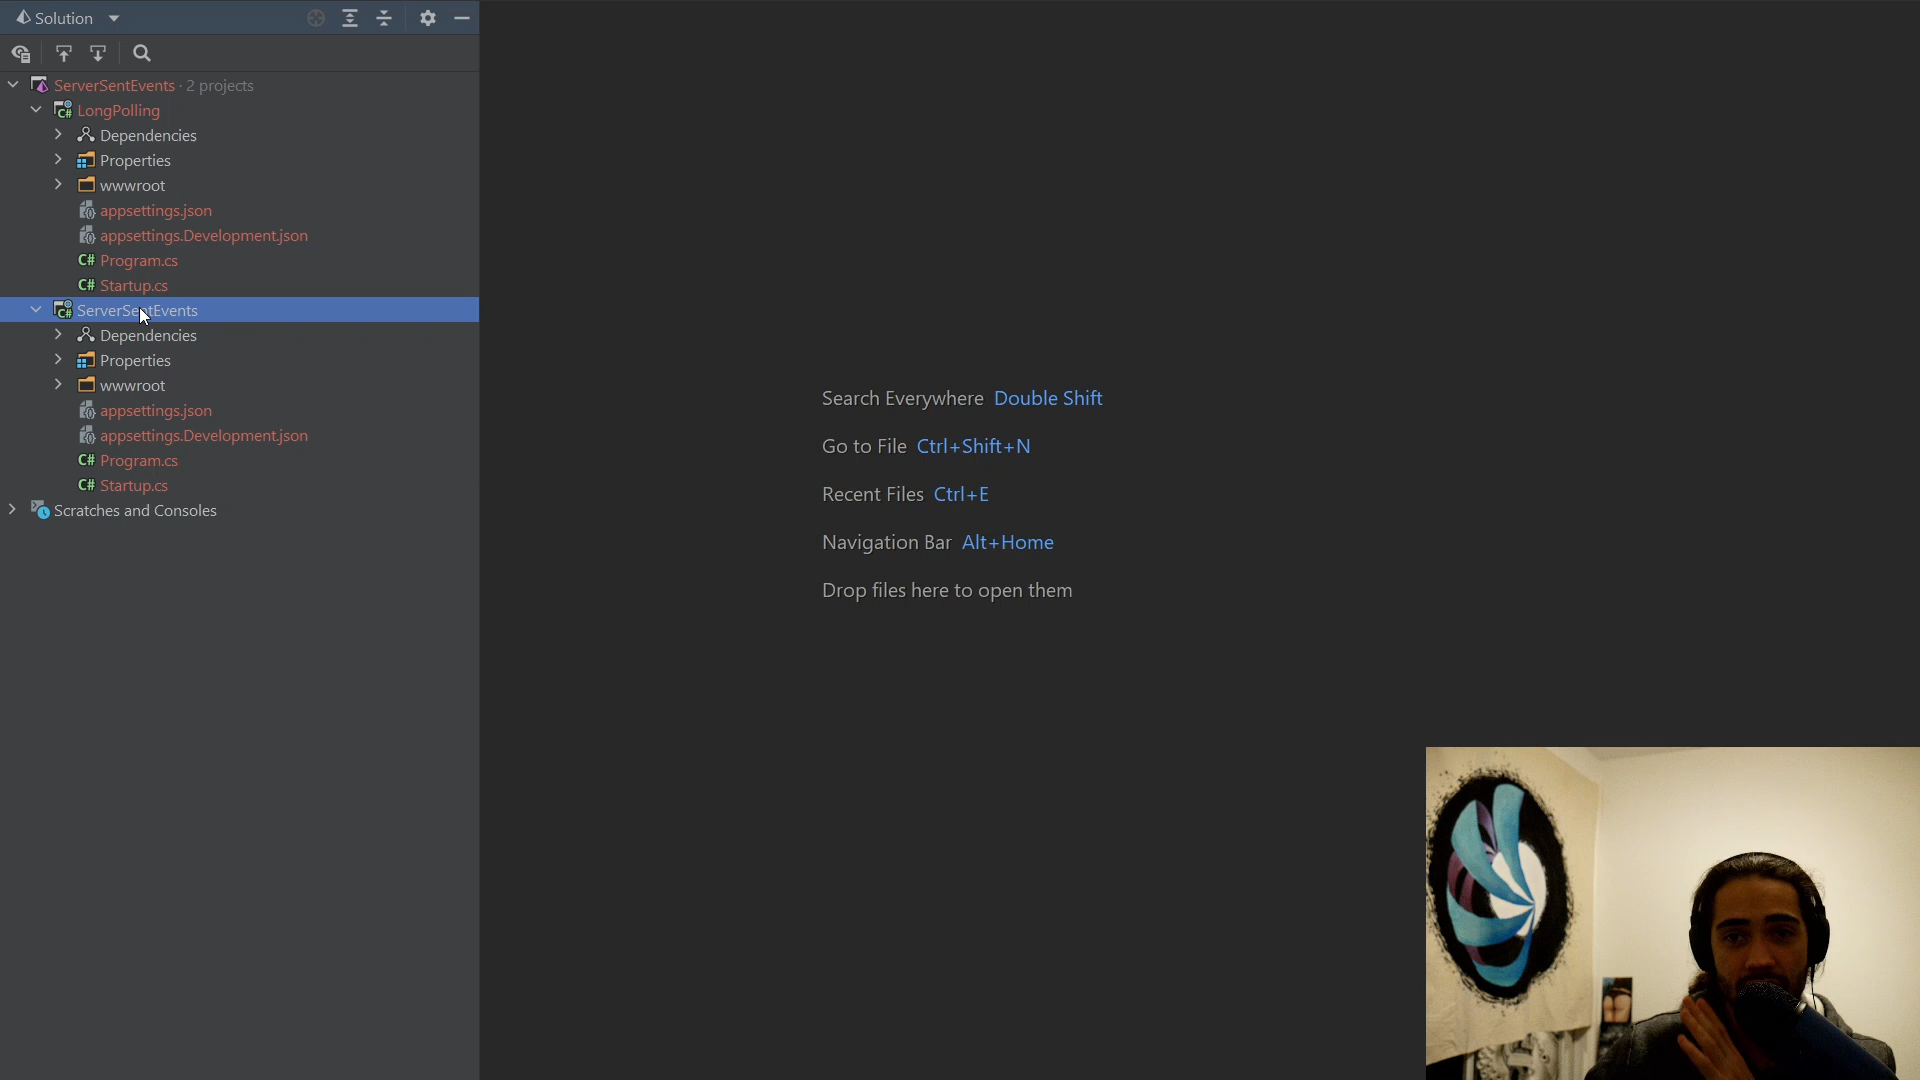 Solution
ServerSentEvents · 2 projects
LongPolling
Dependencies
Properties
wwwroot
appsettings.json
appsettings.Development.json
C# Program.cs
C# Startup.cs
ServerSentEvents
Dependencies
Properties
wwwroot
appsettings.json
appsettings.Development.json
C# Program.cs
C# Startup.cs
Scratches and Consoles
Search Everywhere Double Shift
Go to File Ctrl+Shift+N
Recent Files Ctrl+E
Navigation Bar Alt+Home
Drop files here to open them